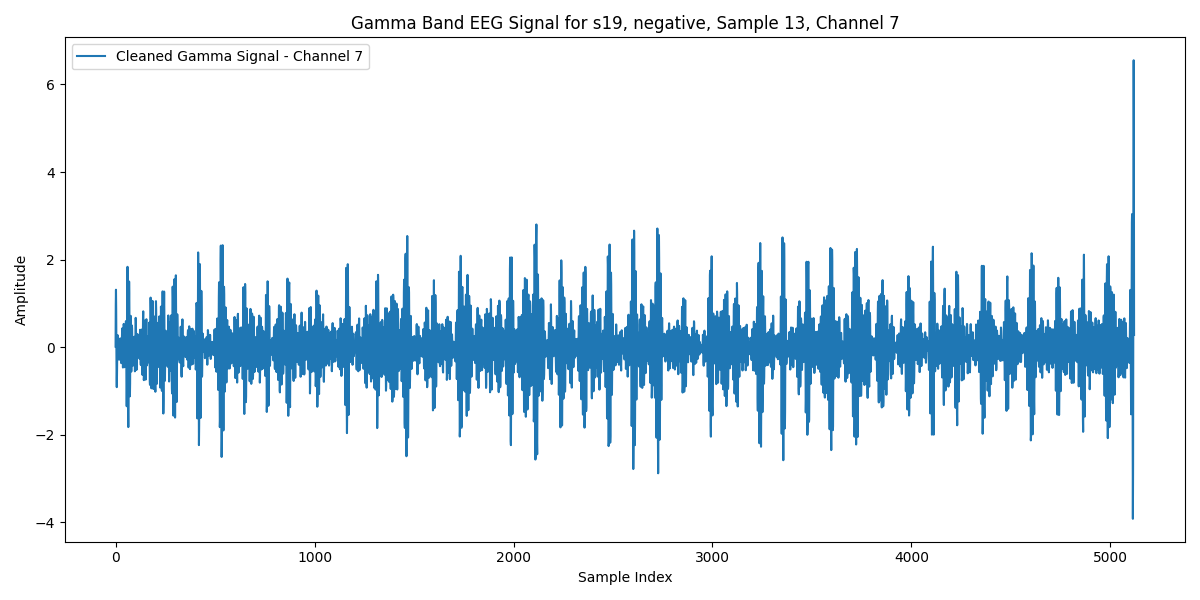 Gamma Band EEG Signal for s19, negative, Sample 13, Channel 7
Cleaned Gamma Signal - Channel 7
Amplitude
6
4
2
0
−2
−4
0 1000 2000 3000 4000 5000
Sample Index